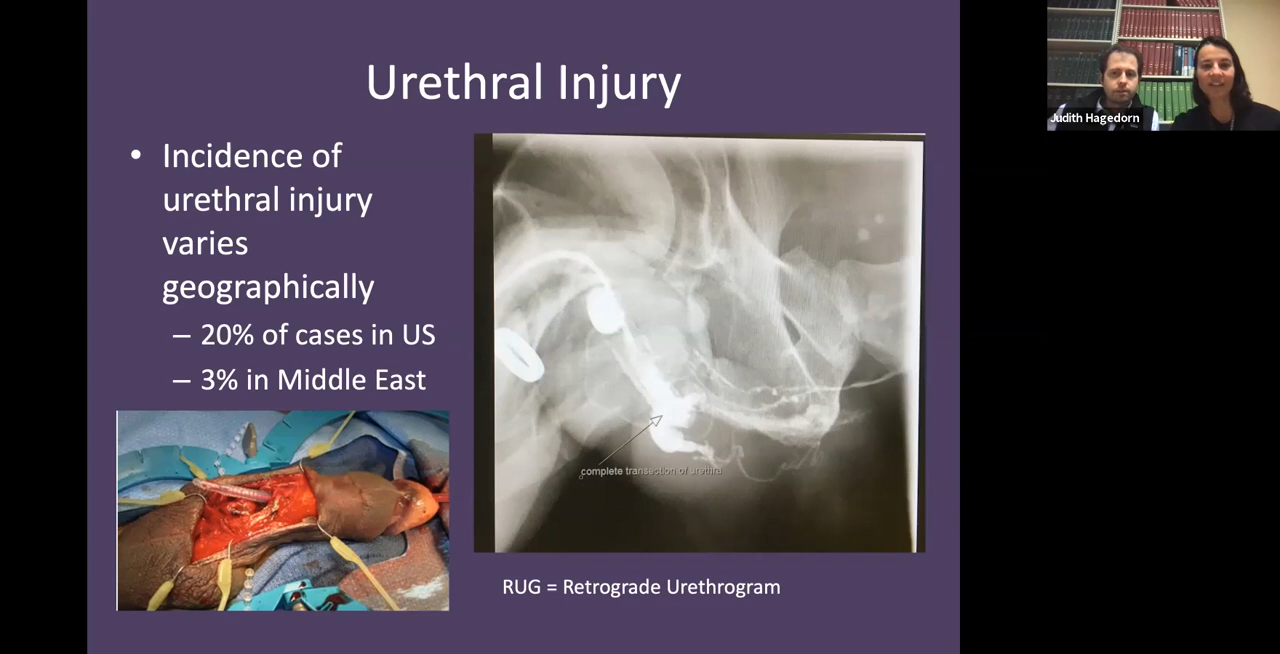 Urethral Injury
• Incidence of
urethral injury
varies
geographically
– 20% of cases in US
– 3% in Middle East
complete transection of urethra
RUG = Retrograde Urethrogram
Judith Hagedorn